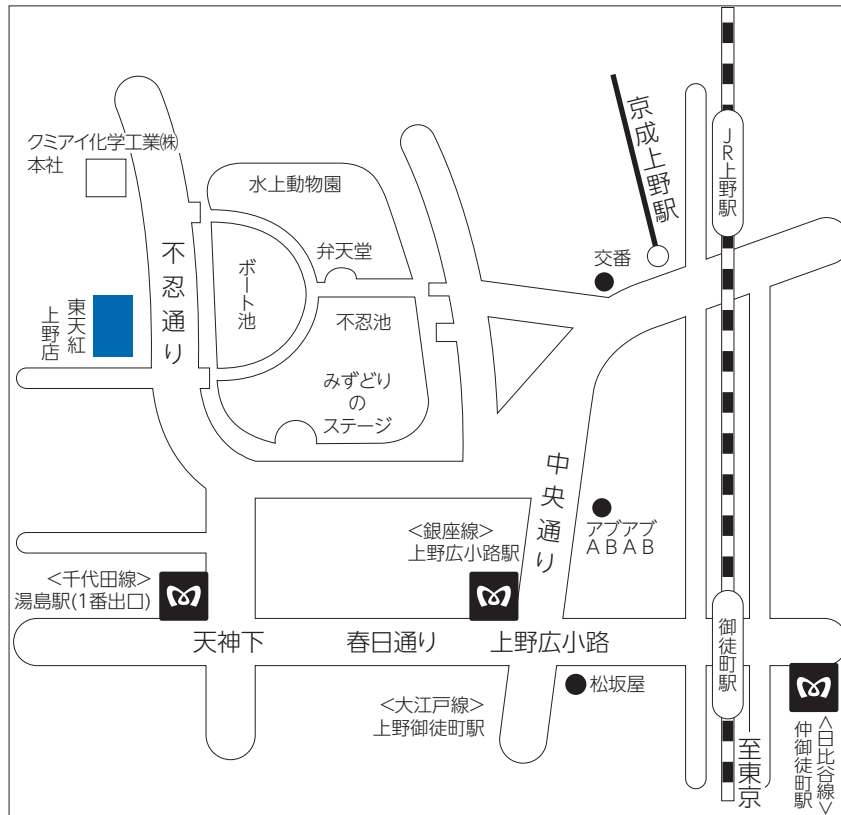 クミアイ化学工業㈱
本社
水上動物園
京成上野駅
JR上野駅
弁天堂
交番
不忍通り
ボート池
不忍池
東天紅
上野店
みずどり
の
ステージ
中央通り
アブアブ
ABAB
<銀座線>
上野広小路駅
<千代田線>
湯島駅(1番出口)
天神下
春日通り
上野広小路
御徒町駅
松坂屋
<大江戸線>
上野御徒町駅
至東京
<日比谷線>
仲御徒町駅